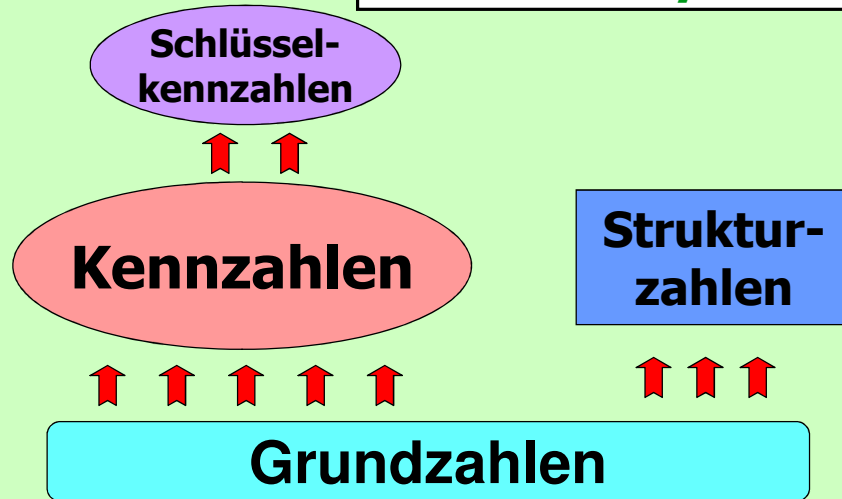 Schlüssel-
kennzahlen
Kennzahlen
Struktur-
zahlen
Grundzahlen